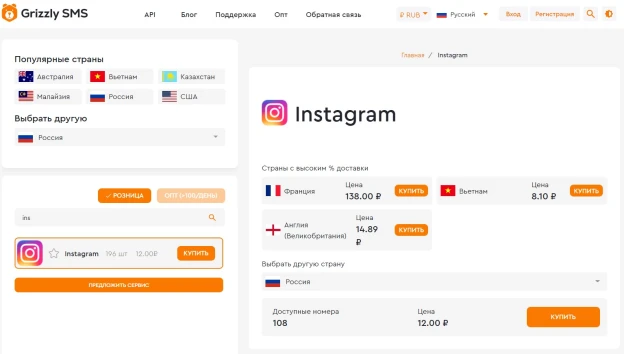 Grizzly SMS
API
Блог
Поддержка
Опт
Обратная связь
₽ RUB
Русский
Вход
Регистрация
Популярные страны
Австралия
Вьетнам
Казахстан
Малайзия
Россия
США
Выбрать другую
Россия
РОЗНИЦА
ОПТ (>10К/ДЕНЬ)
ins
Instagram 196 шт 12.00₽ КУПИТЬ
ПРЕДЛОЖИТЬ СЕРВИС
Главная / Instagram
Instagram
Страны с высоким % доставки
Франция
Цена
138.00 ₽
КУПИТЬ
Вьетнам
Цена
8.10 ₽
КУПИТЬ
Англия
(Великобритания)
Цена
14.89
₽
КУПИТЬ
Выбрать другую страну
Россия
Доступные номера
108
Цена
12.00 ₽
КУПИТЬ